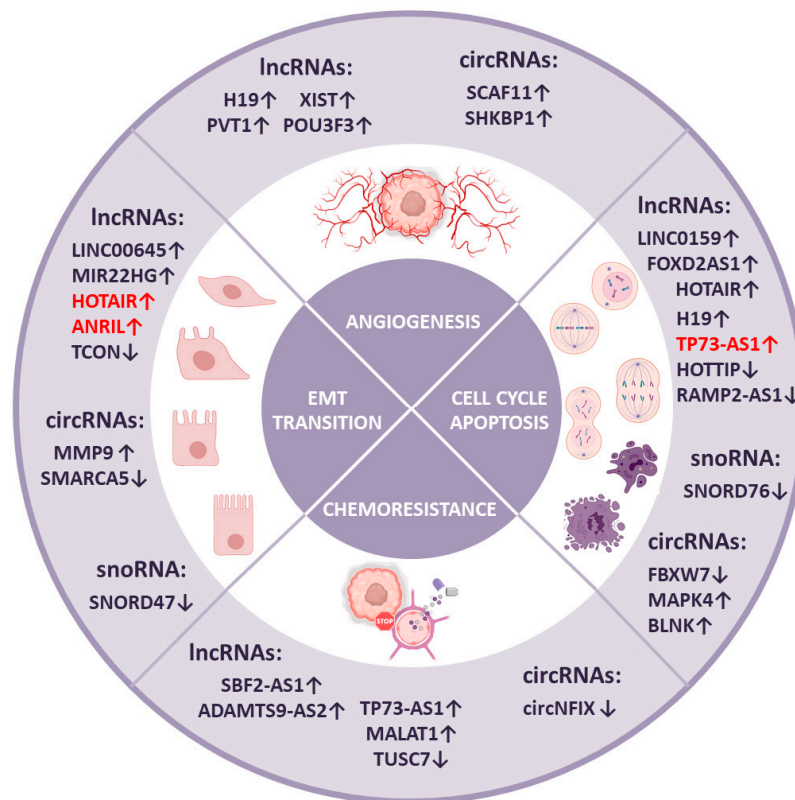 lncRNAs:
H19↑ XIST↑
PVT1↑ POU3F3↑
circRNAs:
SCAF11↑
SHKBP1↑
lncRNAs:
LINC00645↑
MIR22HG↑
HOTAIR↑
ANRIL↑
TCON↓
circRNAs:
MMP9↑
SMARCA5↓
snoRNA:
SNORD47↓
ANGIOGENESIS
EMT
TRANSITION
CELL CYCLE
APOPTOSIS
CHEMORESISTANCE
lncRNAs:
LINC0159↑
FOXD2AS1↑
HOTAIR↑
H19↑
TP73-AS1↑
HOTTIP↓
RAMP2-AS1↓
snoRNA:
SNORD76↓
circRNAs:
FBXW7↓
MAPK4↑
BLNK↑
STOP
lncRNAs:
SBF2-AS1↑
ADAMTS9-AS2↑
TP73-AS1↑
MALAT1↑
TUSC7↓
circRNAs:
circNFIX↓